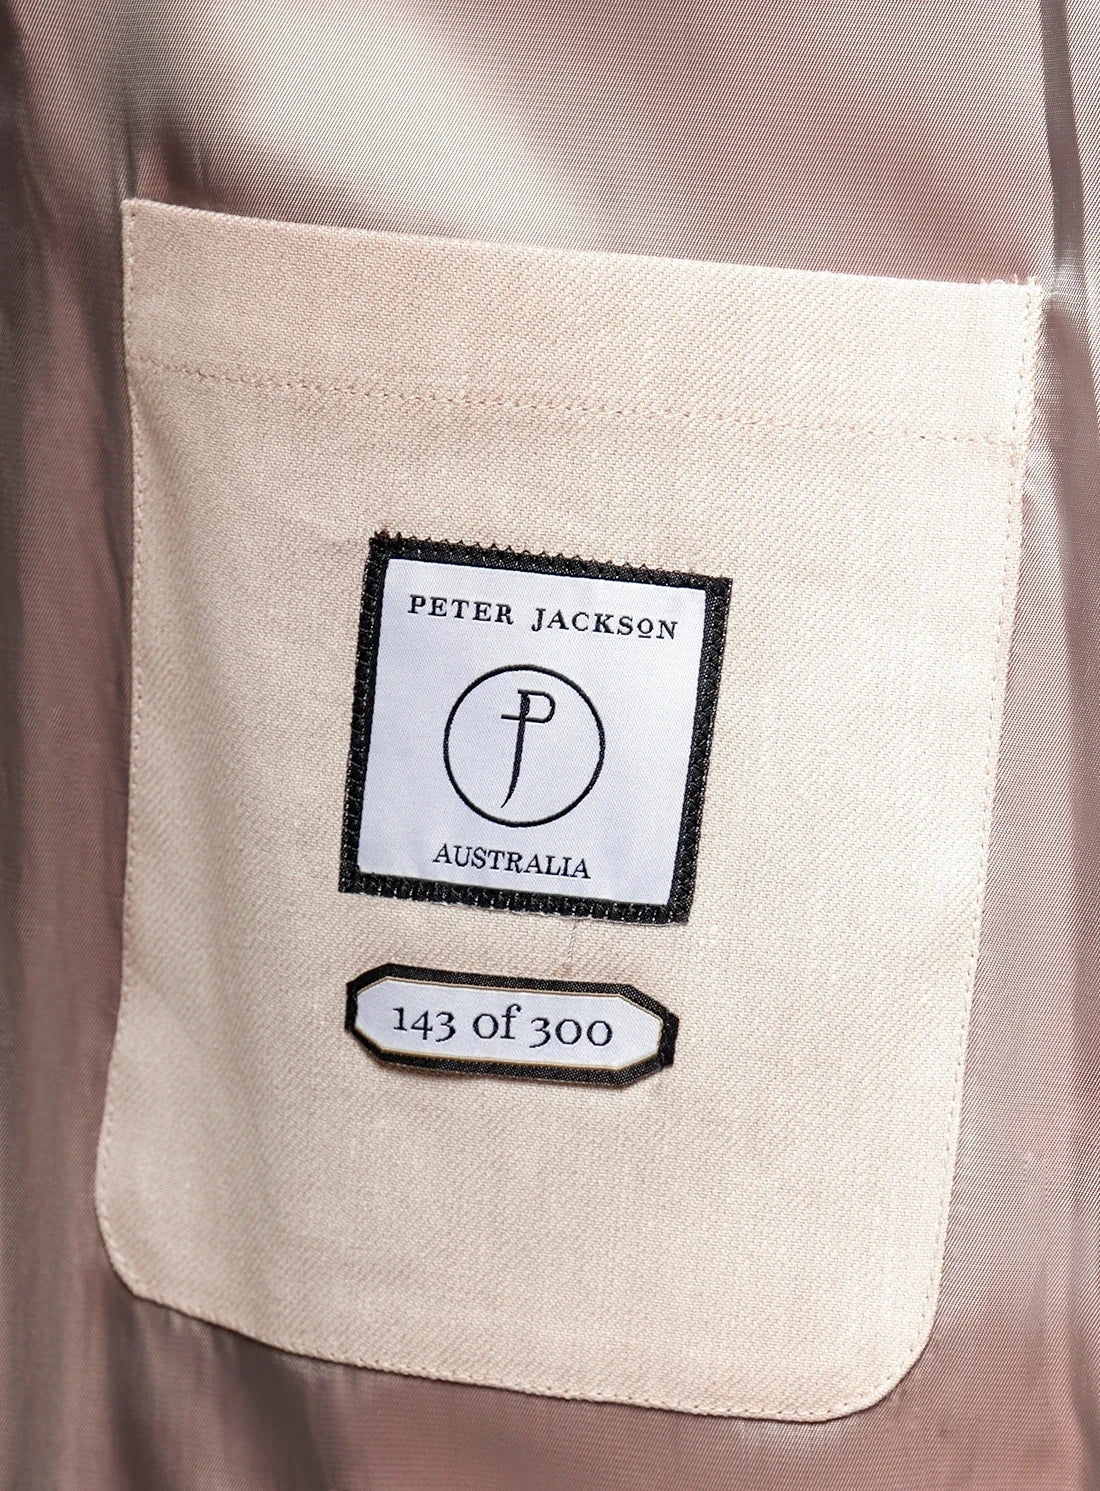 PETER JACKSON
P
AUSTRALIA
143 of 300